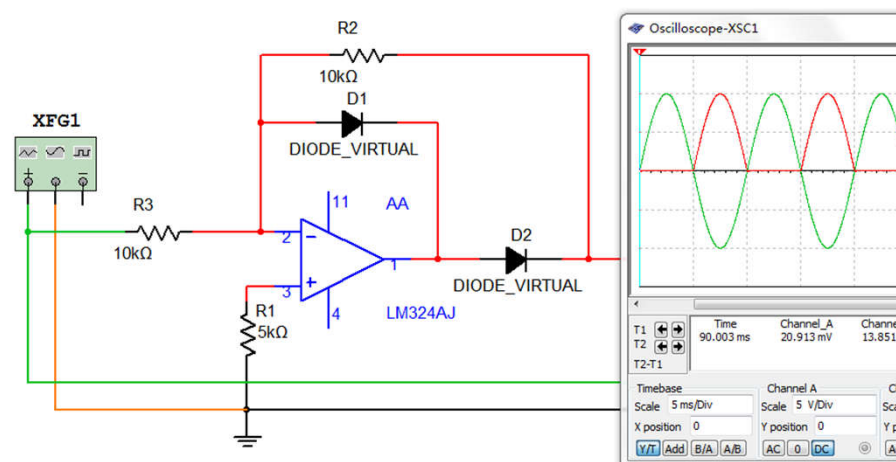 R2
10kΩ
D1
DIODE_VIRTUAL
XFG1
R3
10kΩ
11
AA
2
3
1
4
LM324AJ
R1
5kΩ
D2
DIODE_VIRTUAL
Oscilloscope-XSC1
Time Channel_A
T1 90.003 ms 20.913 mV 13.851
T2
T2-T1
Timebase Channel A
Scale 5 ms/Div Scale 5 V/Div
X position 0 Y position 0
Y/T Add B/A A/B AC 0 DC